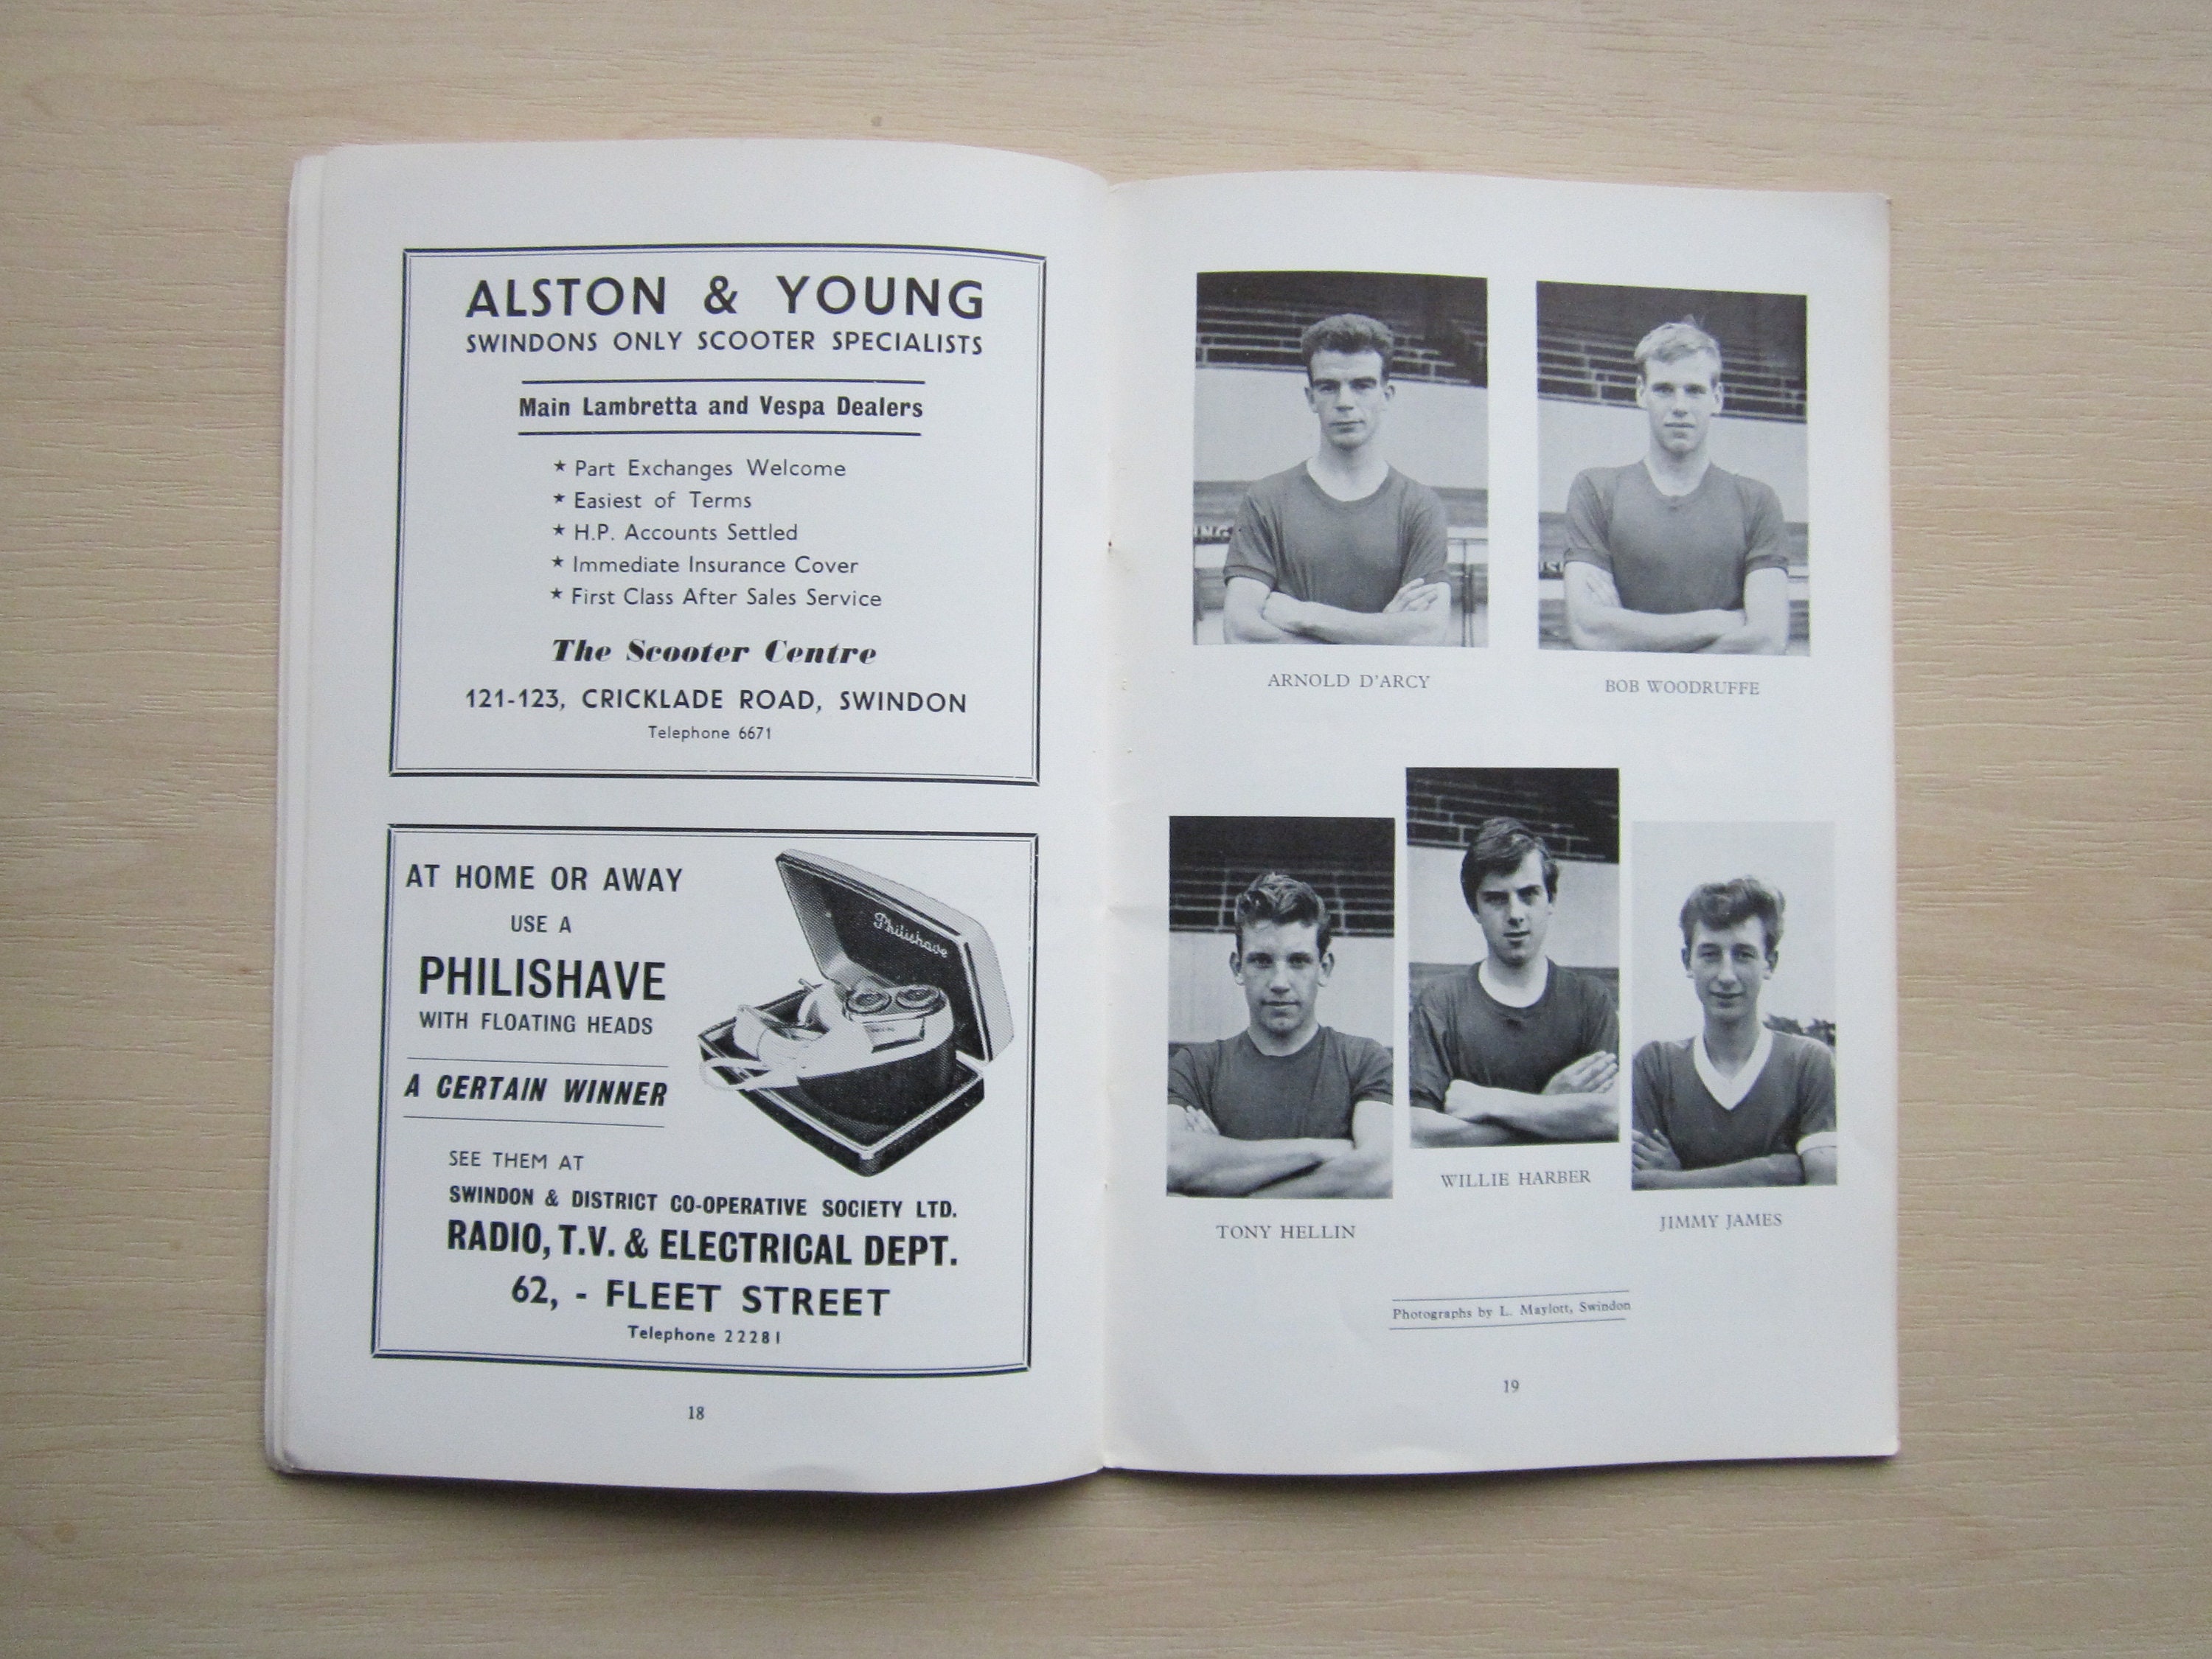 ALSTON & YOUNG
SWINDONS ONLY SCOOTER SPECIALISTS
Main Lambretta and Vespa Dealers
★ Part Exchanges Welcome
★ Easiest of Terms
★ H.P. Accounts Settled
★ Immediate Insurance Cover
★ First Class After Sales Service
The Scooter Centre
121-123, CRICKLADE ROAD, SWINDON
Telephone 6671
AT HOME OR AWAY
USE A
PHILISHAVE
WITH FLOATING HEADS
A CERTAIN WINNER
Philishave
SEE THEM AT
SWINDON & DISTRICT CO-OPERATIVE SOCIETY LTD.
RADIO, T.V. & ELECTRICAL DEPT.
62, - FLEET STREET
Telephone 22281
18
ARNOLD D'ARCY
BOB WOODRUFFE
WILLIE HARBER
TONY HELLIN
JIMMY JAMES
Photographs by L. Maylott, Swindon
19